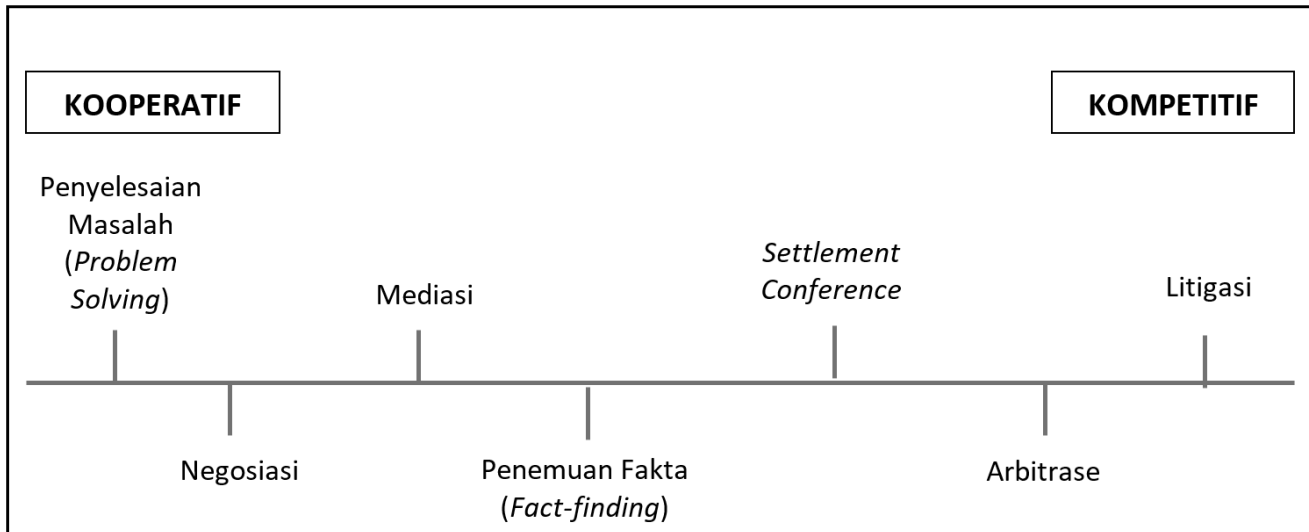 KOOPERATIF
KOMPETITIF
Penyelesaian
Masalah
(Problem
Solving)
Mediasi
Settlement
Conference
Litigasi
Negosiasi
Penemuan Fakta
(Fact-finding)
Arbitrase